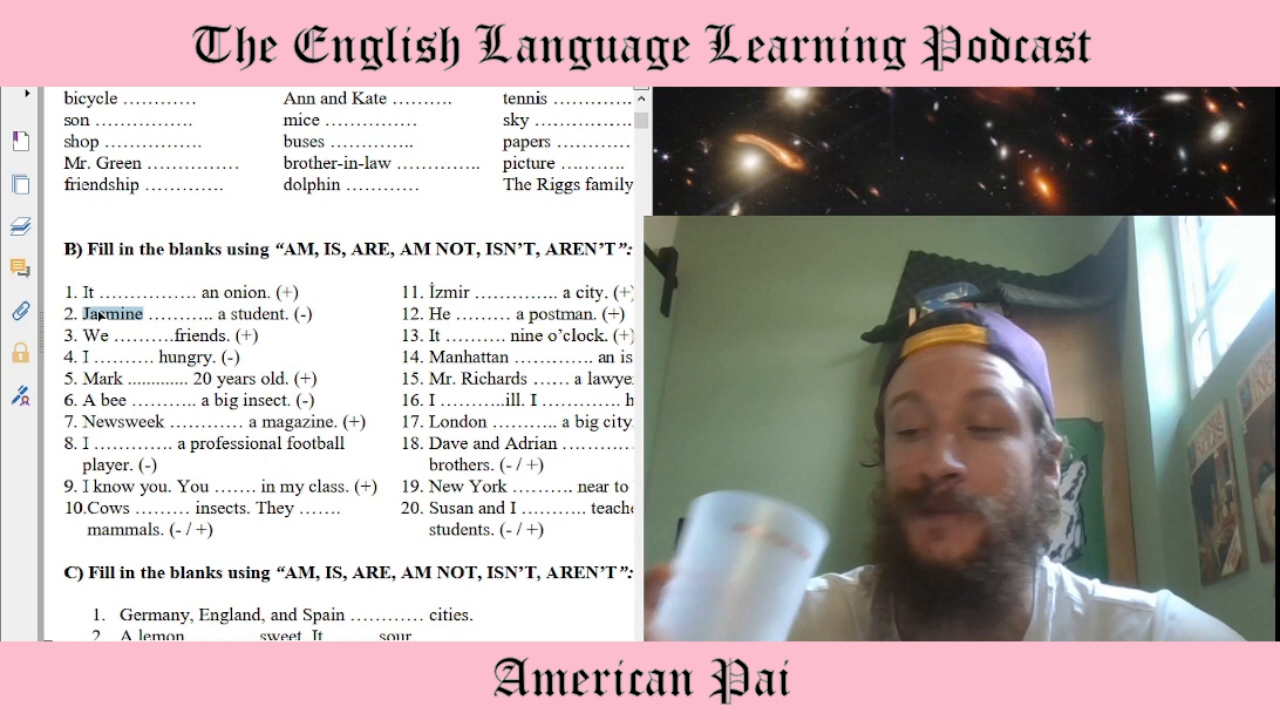 The English Language Learning Podcast
bicycle ………… Ann and Kate ………. tennis ………….
son ……………. mice …………… sky …………….
shop …………… buses ………….. papers …………
Mr. Green …………… brother-in-law ………….. picture …..…….
friendship …………. dolphin ………… The Riggs family
B) Fill in the blanks using “AM, IS, ARE, AM NOT, ISN’T, AREN’T”:
1. It ……………. an onion. (+)
2. Jasmine ……….. a student. (-)
3. We ……….friends. (+)
4. I ………. hungry. (-)
5. Mark ............. 20 years old. (+)
6. A bee ……….. a big insect. (-)
7. Newsweek ………… a magazine. (+)
8. I …………. a professional football
player. (-)
9. I know you. You ……. in my class. (+)
10.Cows ……… insects. They …….
mammals. (- / +)
11. İzmir ………….. a city. (+)
12. He ……… a postman. (+)
13. It ………. nine o’clock. (+)
14. Manhattan …………. an is
15. Mr. Richards …… a lawye
16. I ………..ill. I …………. h
17. London ……….. a big city.
18. Dave and Adrian ………..
brothers. (- / +)
19. New York ………. near to
20. Susan and I ……….. teache
students. (- / +)
C) Fill in the blanks using “AM, IS, ARE, AM NOT, ISN’T, AREN’T”:
1. Germany, England, and Spain ………… cities.
2. A lemon ………. sweet. It ……. sour.
American Pai